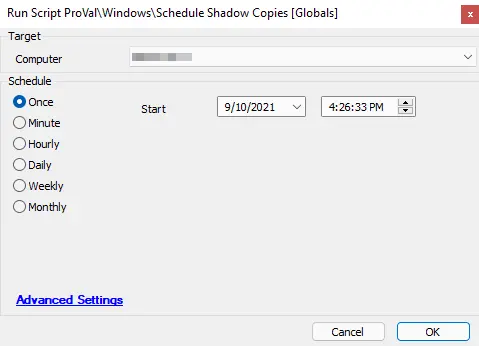 Run Script ProVal\Windows\Schedule Shadow Copies [Globals]
x
Target
Computer
Schedule
Once
Start
9/10/2021
4:26:33 PM
Minute
Hourly
Daily
Weekly
Monthly
Advanced Settings
Cancel
OK